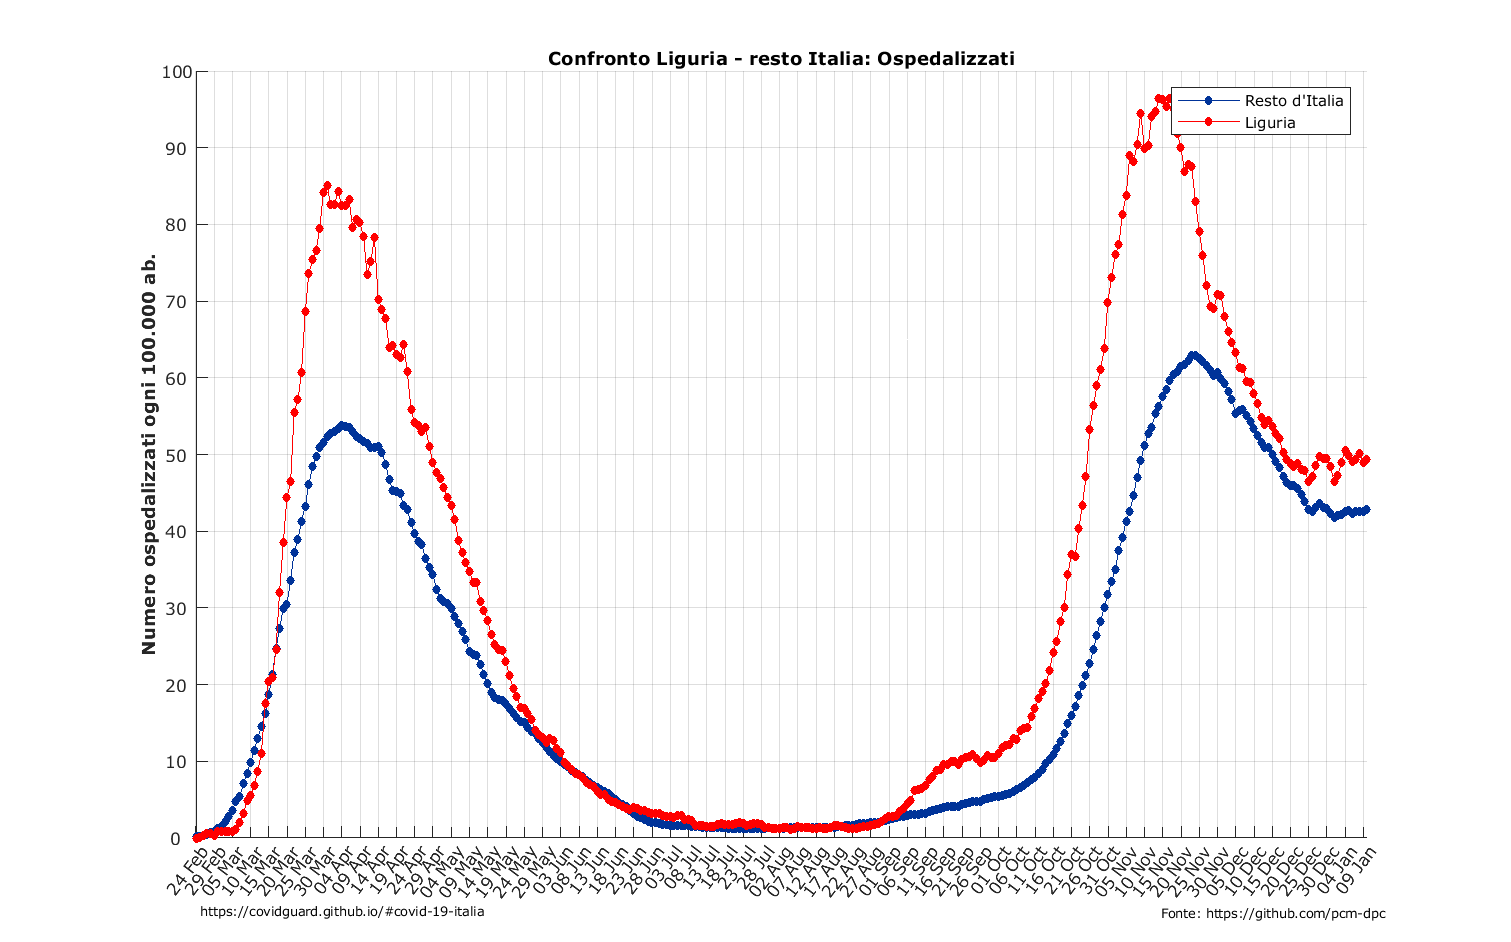 Confronto Liguria - resto Italia: Ospedalizzati
Resto d'Italia
Liguria
Numero ospedalizzati ogni 100.000 ab.
100
90
80
70
60
50
40
30
20
10
0
24 Feb
29 Feb
05 Mar
10 Mar
15 Mar
20 Mar
25 Mar
30 Mar
04 Apr
09 Apr
14 Apr
19 Apr
24 Apr
29 Apr
04 May
09 May
14 May
19 May
24 May
29 May
03 Jun
08 Jun
13 Jun
18 Jun
23 Jun
28 Jun
03 Jul
08 Jul
13 Jul
18 Jul
23 Jul
28 Jul
02 Aug
07 Aug
12 Aug
17 Aug
22 Aug
27 Aug
01 Sep
06 Sep
11 Sep
16 Sep
21 Sep
26 Sep
01 Oct
06 Oct
11 Oct
16 Oct
21 Oct
26 Oct
31 Oct
05 Nov
10 Nov
15 Nov
20 Nov
25 Nov
30 Nov
05 Dec
10 Dec
15 Dec
20 Dec
25 Dec
30 Dec
04 Jan
09 Jan
https://covidguard.github.io/#covid-19-italia
Fonte: https://github.com/pcm-dpc